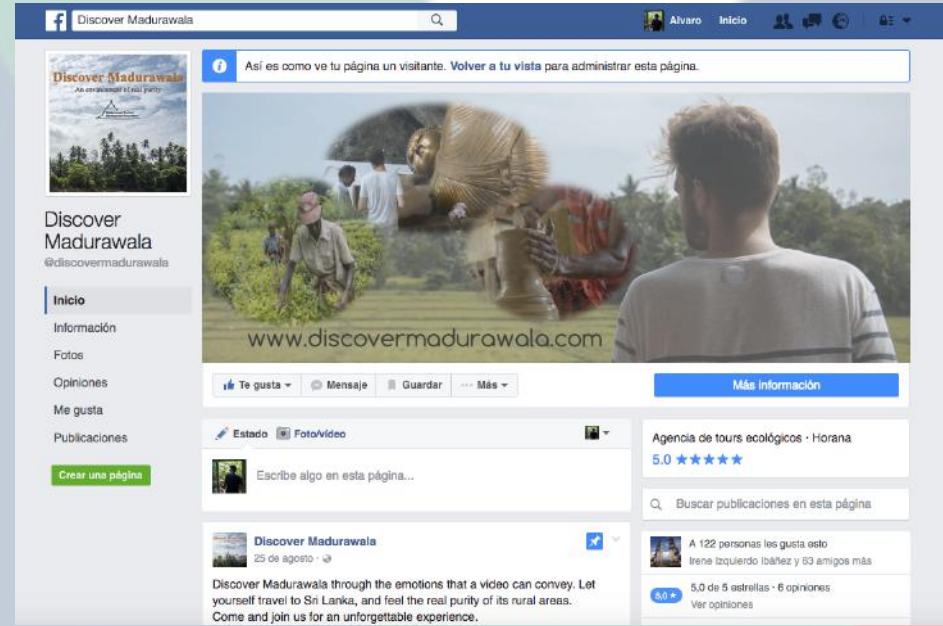 Discover Madurawala
Alvaro Inicio
Discover Madurawala
An environment of real purity
Así es como ve tu página un visitante. Volver a tu vista para administrar esta página.
www.discovermadurawala.com
Discover
Madurawala
@discovermadurawala
Inicio
Información
Fotos
Opiniones
Me gusta
Publicaciones
Crear una página
Te gusta Mensaje Guardar Más
Más información
Estado Foto/vídeo
Escribe algo en esta página...
Agencia de tours ecológicos · Horana
5.0 ★★★★★
Buscar publicaciones en esta página
Discover Madurawala
25 de agosto ·
Discover Madurawala through the emotions that a video can convey. Let
yourself travel to Sri Lanka, and feel the real purity of its rural areas.
Come and join us for an unforgettable experience.
A 122 personas les gusta esto
Irene Izquierdo Ibáñez y 63 amigos más
5,0 ★
5,0 de 5 estrellas · 6 opiniones
Ver opiniones